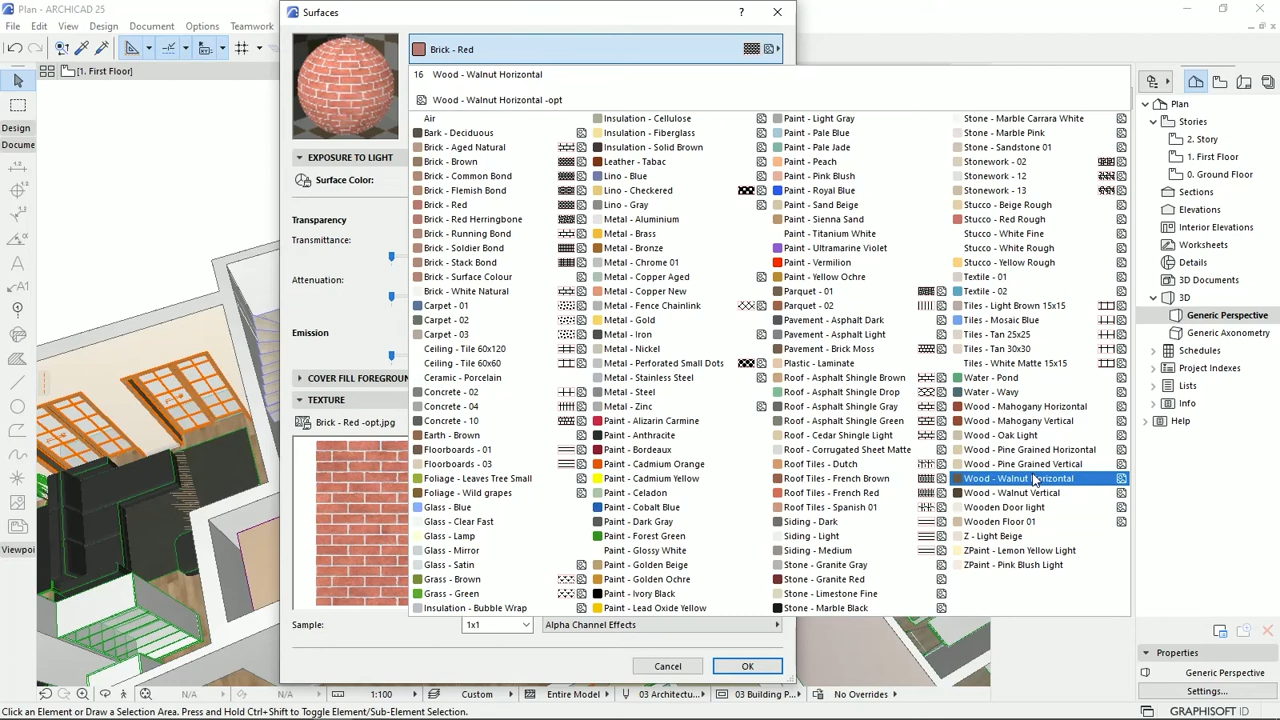 Plan - ARCHICAD 25
File Edit View Design Document Options Teamwork
[1. First Floor]
Design
Docume
Viewpoi
Surfaces
?
Brick - Red
16 Wood - Walnut Horizontal
Wood - Walnut Horizontal -opt
EXPOSURE TO LIGHT
Surface Color:
Transparency
Transmittance:
Attenuation:
Emission
COVER FILL FOREGROUN
TEXTURE
Brick - Red -opt.jpg
Sample:
1x1
Alpha Channel Effects
Cancel
OK
Air
Bark - Deciduous
Brick - Aged Natural
Brick - Brown
Brick - Common Bond
Brick - Flemish Bond
Brick - Red
Brick - Red Herringbone
Brick - Running Bond
Brick - Soldier Bond
Brick - Stack Bond
Brick - Surface Colour
Brick - White Natural
Carpet - 01
Carpet - 02
Carpet - 03
Ceiling - Tile 60x120
Ceiling - Tile 60x60
Ceramic - Porcelain
Concrete - 02
Concrete - 04
Concrete - 10
Earth - Brown
Floorboards - 01
Floorboards - 03
Foliage - Leaves Tree Small
Foliage - Wild grapes
Glass - Blue
Glass - Clear Fast
Glass - Lamp
Glass - Mirror
Glass - Satin
Grass - Brown
Grass - Green
Insulation - Bubble Wrap
Insulation - Cellulose
Insulation - Fiberglass
Insulation - Solid Brown
Leather - Tabac
Lino - Blue
Lino - Checkered
Lino - Gray
Metal - Aluminium
Metal - Brass
Metal - Bronze
Metal - Chrome 01
Metal - Copper Aged
Metal - Copper New
Metal - Fence Chainlink
Metal - Gold
Metal - Iron
Metal - Nickel
Metal - Perforated Small Dots
Metal - Stainless Steel
Metal - Steel
Metal - Zinc
Paint - Alizarin Carmine
Paint - Anthracite
Paint - Bordeaux
Paint - Cadmium Orange
Paint - Cadmium Yellow
Paint - Celadon
Paint - Cobalt Blue
Paint - Dark Gray
Paint - Forest Green
Paint - Glossy White
Paint - Golden Beige
Paint - Golden Ochre
Paint - Ivory Black
Paint - Lead Oxide Yellow
Paint - Light Gray
Paint - Pale Blue
Paint - Pale Jade
Paint - Peach
Paint - Pink Blush
Paint - Royal Blue
Paint - Sand Beige
Paint - Sienna Sand
Paint - Titanium White
Paint - Ultramarine Violet
Paint - Vermilion
Paint - Yellow Ochre
Parquet - 01
Parquet - 02
Pavement - Asphalt Dark
Pavement - Asphalt Light
Pavement - Brick Moss
Plastic - Laminate
Roof - Asphalt Shingle Brown
Roof - Asphalt Shingle Drop
Roof - Asphalt Shingle Gray
Roof - Asphalt Shingle Green
Roof - Cedar Shingle Light
Roof - Corrugated Sheet Matte
Roof Tiles - Dutch
Roof Tiles - French Brown
Roof Tiles - French Red
Roof Tiles - Spanish 01
Siding - Dark
Siding - Light
Siding - Medium
Stone - Granite Gray
Stone - Granite Red
Stone - Limestone Fine
Stone - Marble Black
Stone - Marble Carrara White
Stone - Marble Pink
Stone - Sandstone 01
Stonework - 02
Stonework - 12
Stonework - 13
Stucco - Beige Rough
Stucco - Red Rough
Stucco - White Fine
Stucco - White Rough
Stucco - Yellow Rough
Textile - 01
Textile - 02
Tiles - Light Brown 15x15
Tiles - Mosaic Blue
Tiles - Tan 25x25
Tiles - Tan 30x30
Tiles - White Matte 15x15
Water - Pond
Water - Wavy
Wood - Mahogany Horizontal
Wood - Mahogany Vertical
Wood - Oak Light
Wood - Pine Grained Horizontal
Wood - Pine Grained Vertical
Wood - Walnut Horizontal
Wood - Walnut Vertical
Wooden Door light
Wooden Floor 01
Z - Light Beige
ZPaint - Lemon Yellow Light
ZPaint - Pink Blush Light
Plan
Stories
2. Story
1. First Floor
0. Ground Floor
Sections
Elevations
Interior Elevations
Worksheets
Details
3D Documents
3D
Generic Perspective
Generic Axonometry
Schedules
Project Indexes
Lists
Info
Help
Properties
Generic Perspective
Settings...
GRAPHISOFT ID
N/A N/A 1:100 Custom Entire Model 03 Architectu... 03 Building P... No Overrides
Click an Element or Draw a Selection Area. Press and Hold Ctrl+Shift to Toggle Element/Sub-Element Selection.